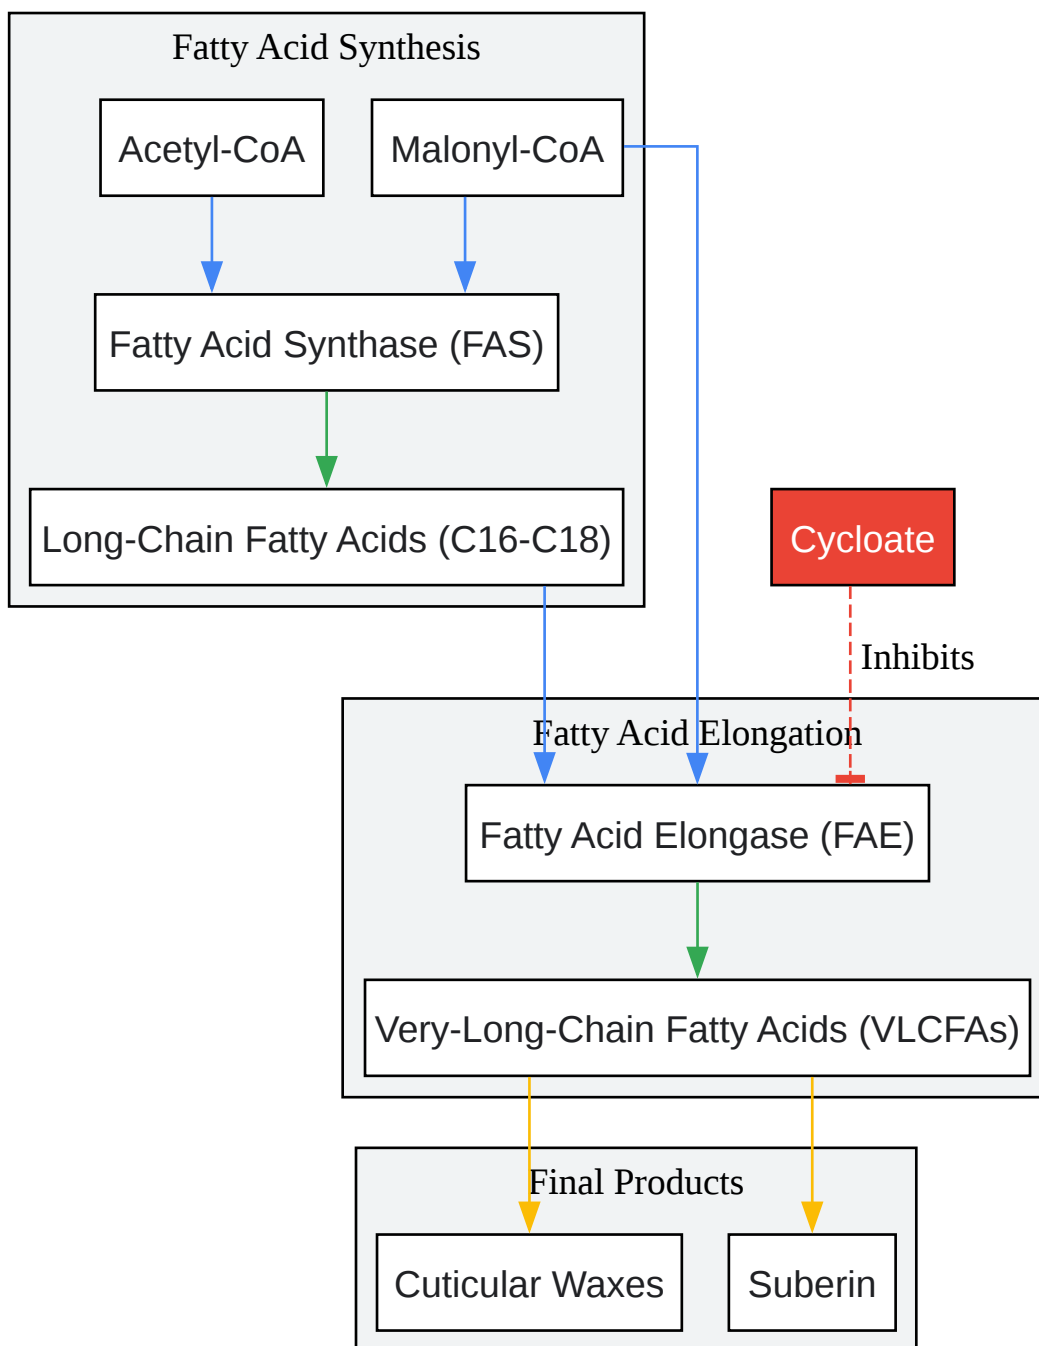 Fatty Acid Synthesis
Acetyl-CoA
Malonyl-CoA
Fatty Acid Synthase (FAS)
Long-Chain Fatty Acids (C16-C18)
Cycloate
Inhibits
Fatty Acid Elongation
Fatty Acid Elongase (FAE)
Very-Long-Chain Fatty Acids (VLCFAs)
Final Products
Cuticular Waxes
Suberin